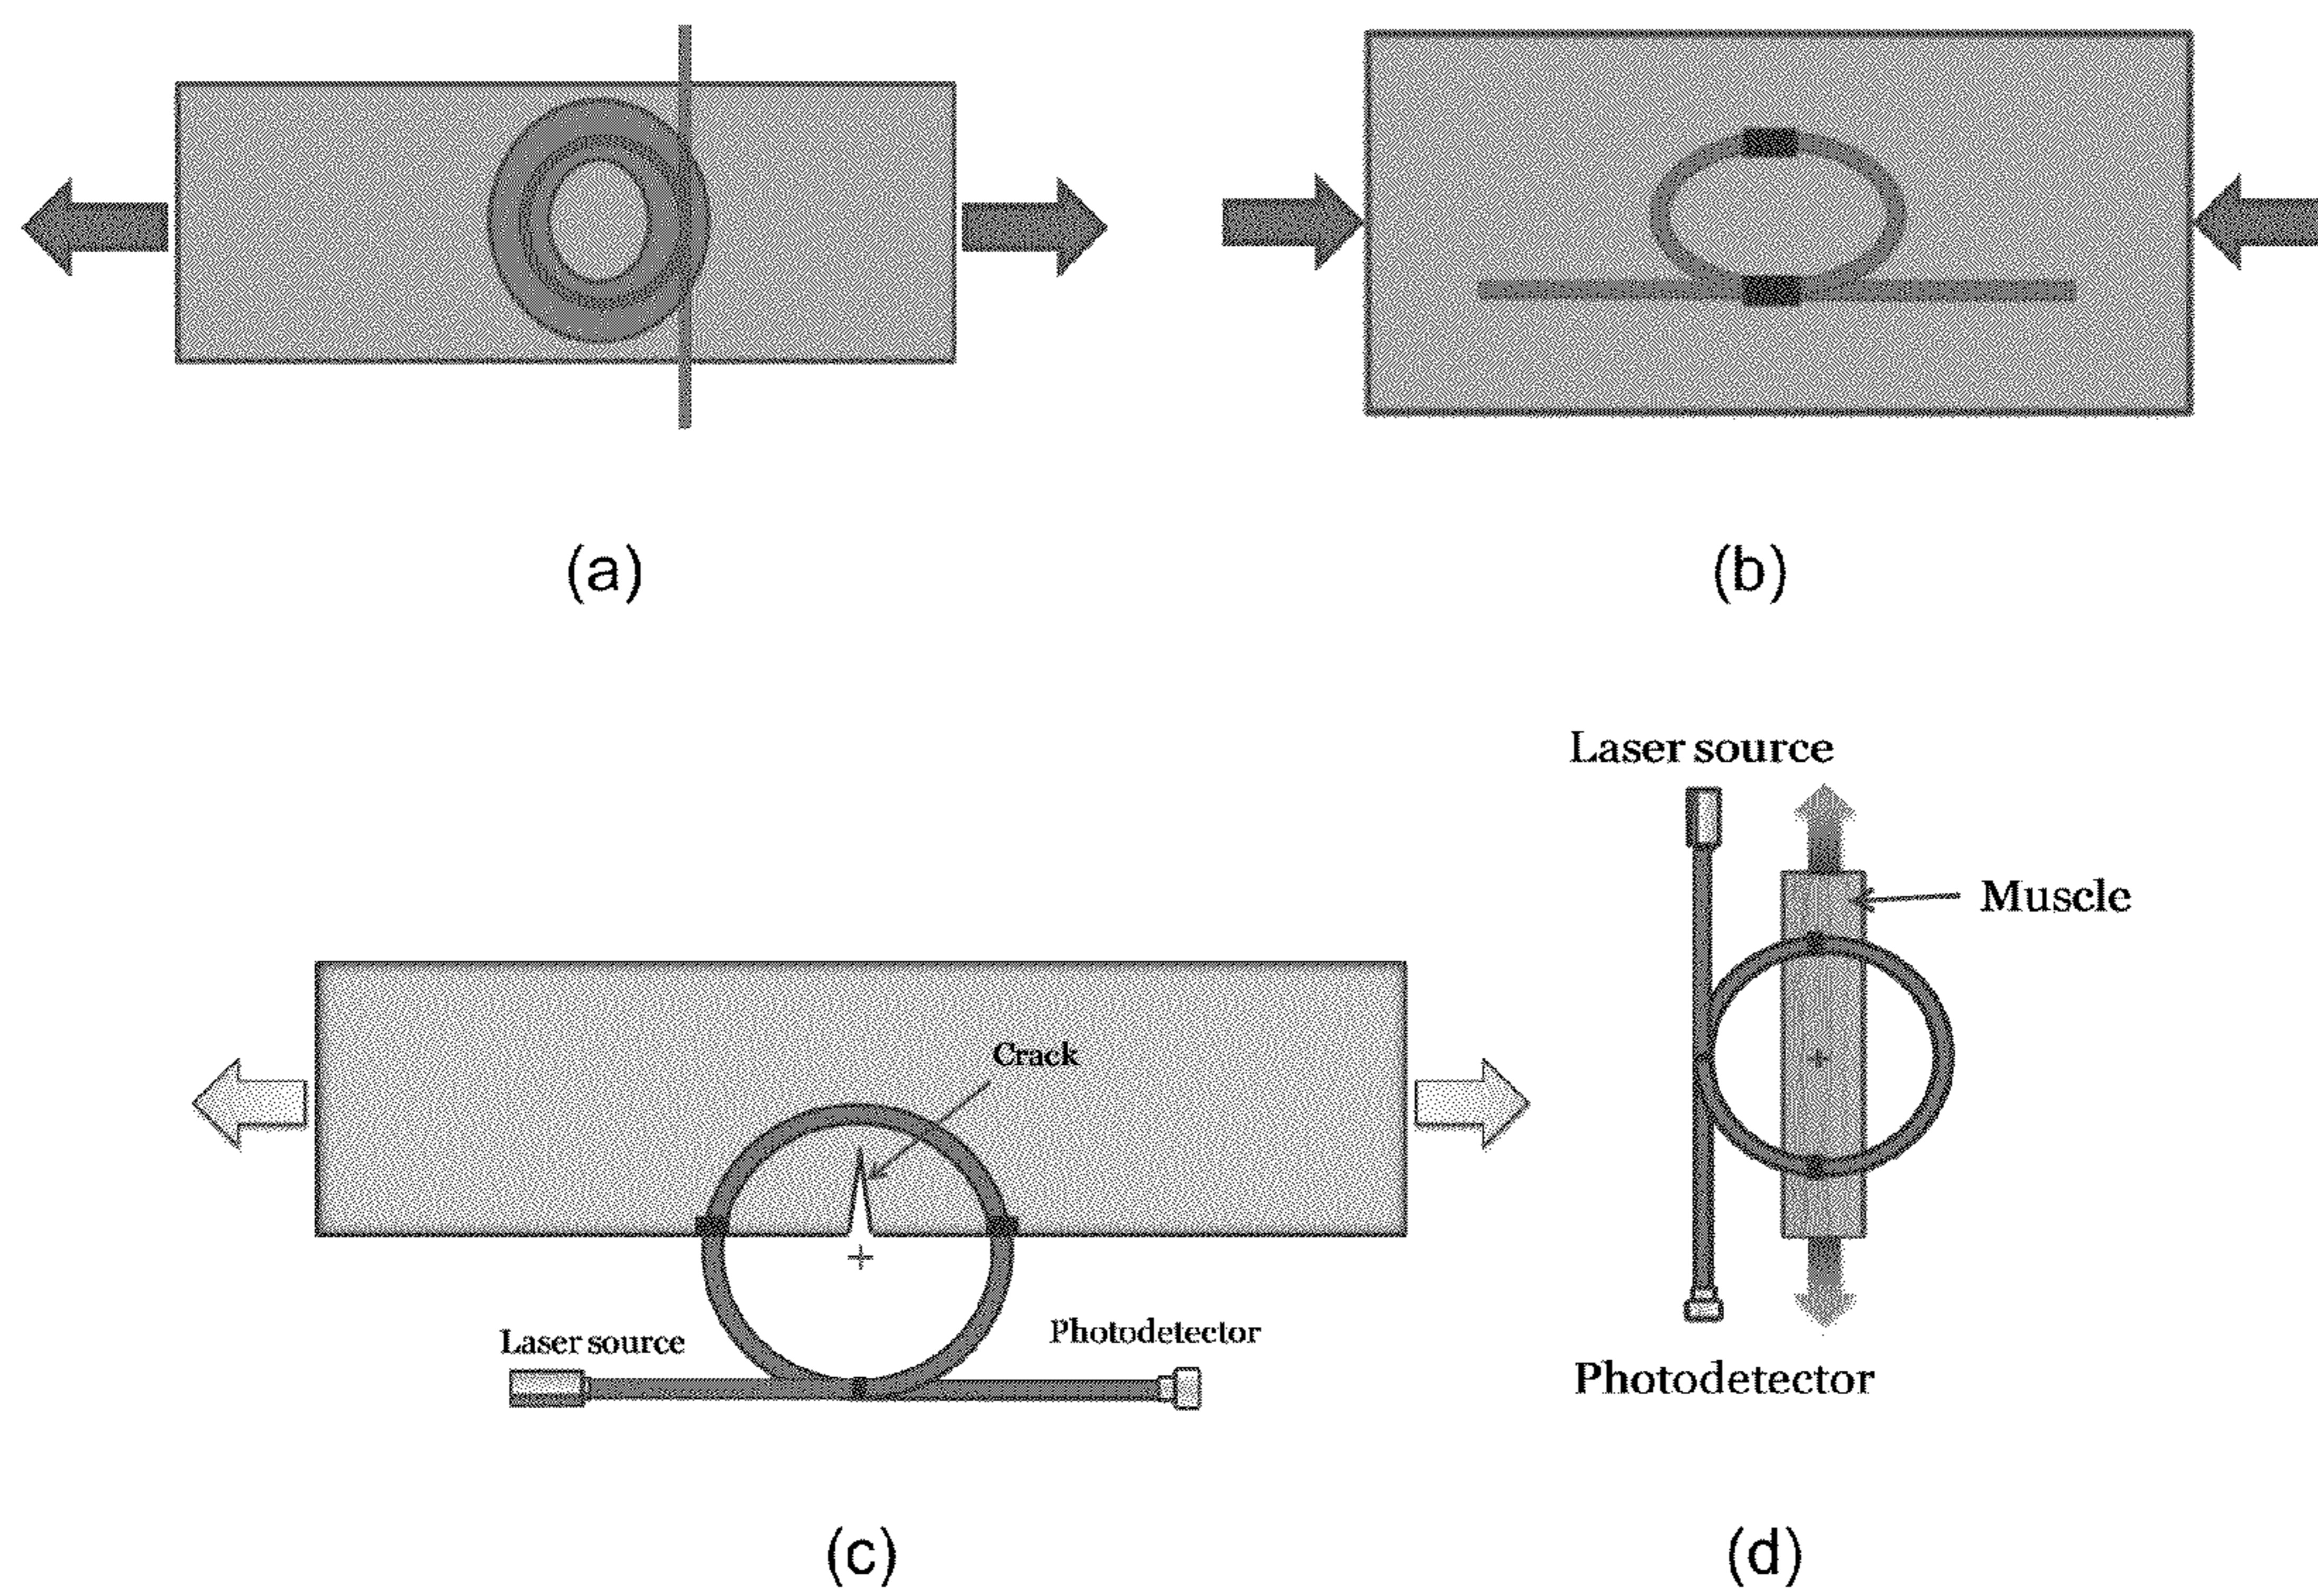 (a)
(b)
Laser source
Muscle
Crack
Laser source
Photodetector
Photodetector
(c)
(d)